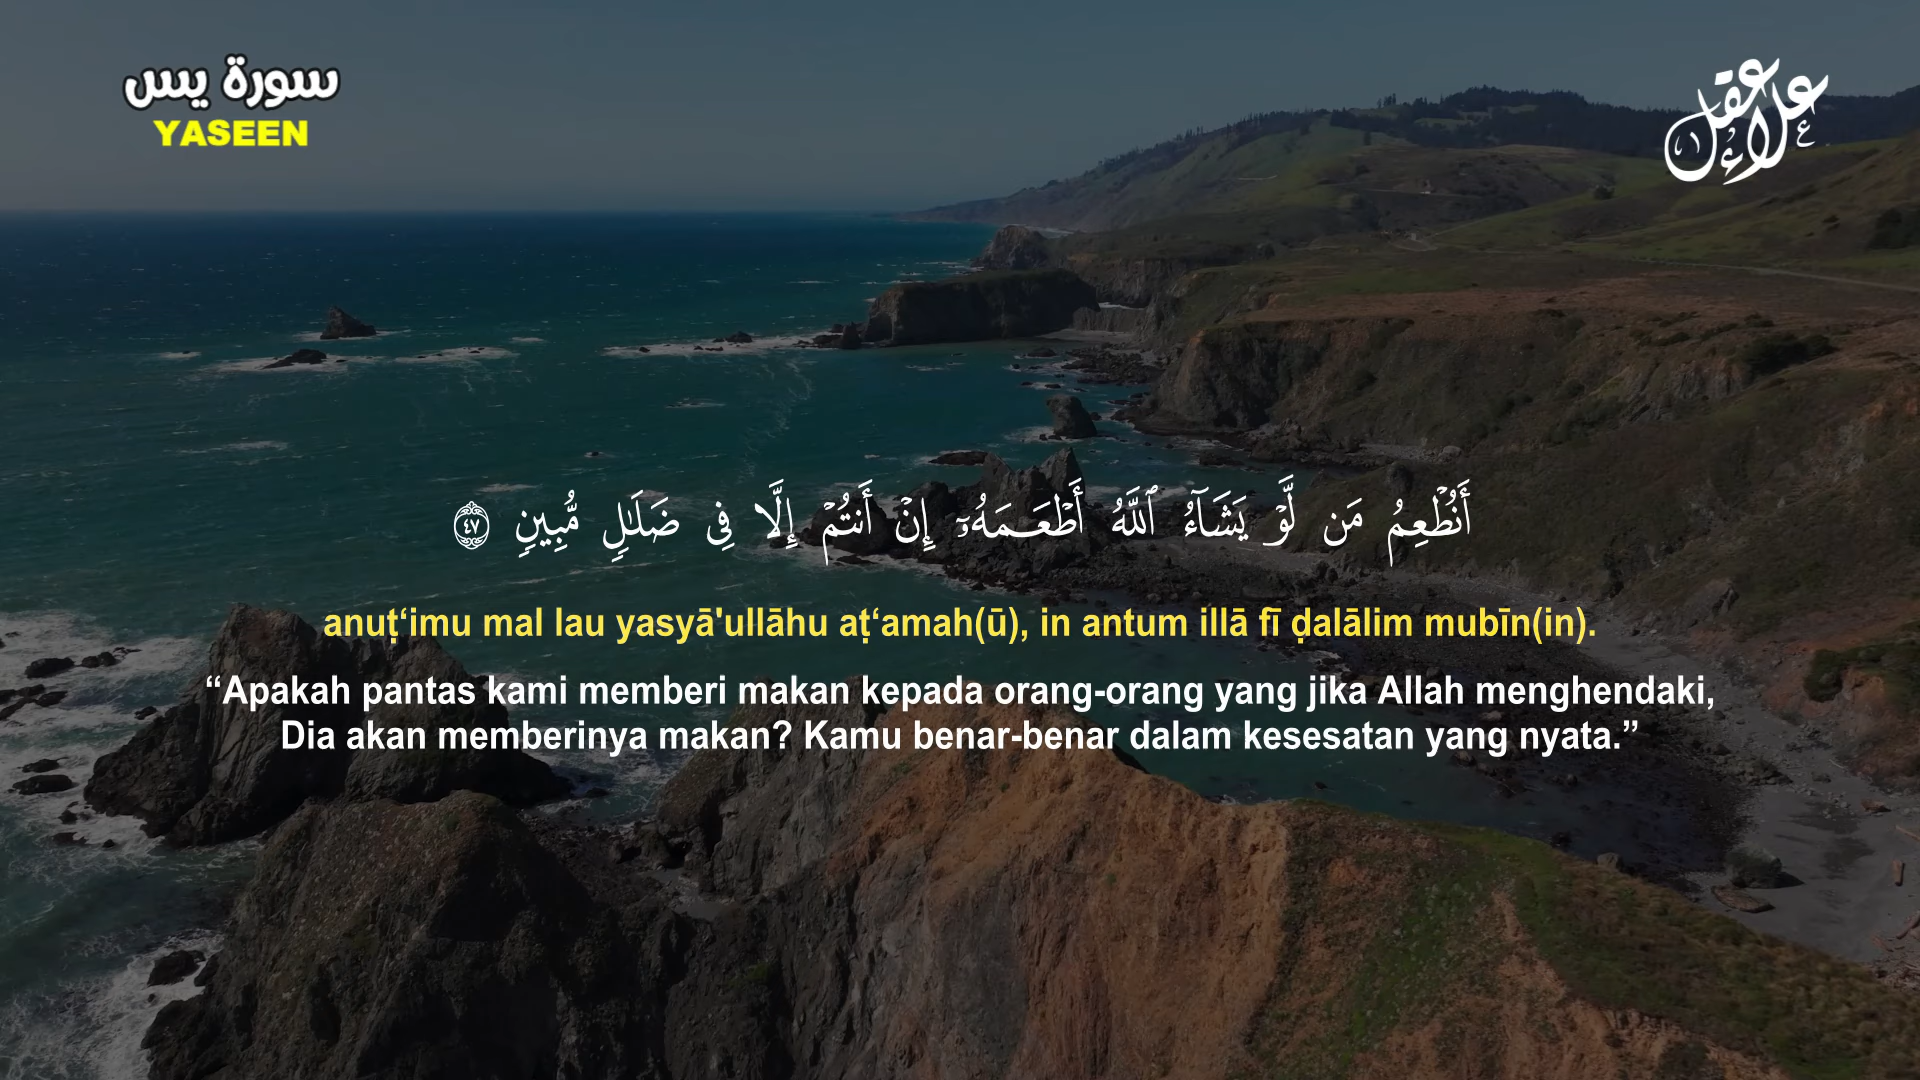 سورة يس
YASEEN
علاء عقل
أَنُطْعِمُ مَن لَّوْ يَشَآءُ ٱللَّهُ أَطْعَمَهُۥٓ إِنْ أَنتُمْ إِلَّا فِى ضَلَـٰلٍ مُّبِينٍ ٤٧
anuṭ‘imu mal lau yasyā'ullāhu aṭ‘amah(ū), in antum illā fī ḍalālim mubīn(in).
“Apakah pantas kami memberi makan kepada orang-orang yang jika Allah menghendaki,
Dia akan memberinya makan? Kamu benar-benar dalam kesesatan yang nyata.”